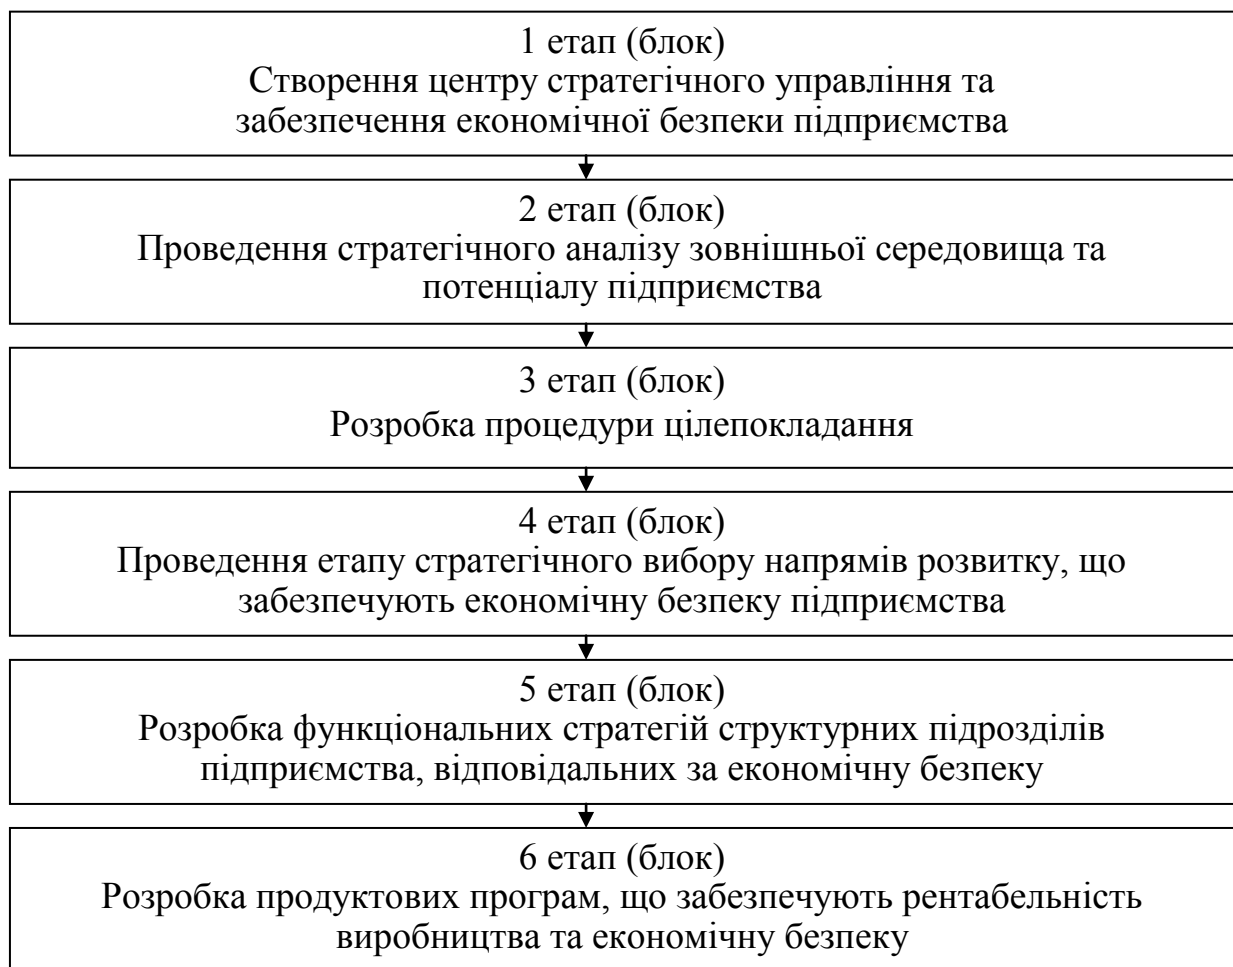 1 етап (блок)
Створення центру стратегічного управління та
забезпечення економічної безпеки підприємства
2 етап (блок)
Проведення стратегічного аналізу зовнішньої середовища та
потенціалу підприємства
3 етап (блок)
Розробка процедури цілепокладання
4 етап (блок)
Проведення етапу стратегічного вибору напрямів розвитку, що
забезпечують економічну безпеку підприємства
5 етап (блок)
Розробка функціональних стратегій структурних підрозділів
підприємства, відповідальних за економічну безпеку
6 етап (блок)
Розробка продуктових програм, що забезпечують рентабельність
виробництва та економічну безпеку